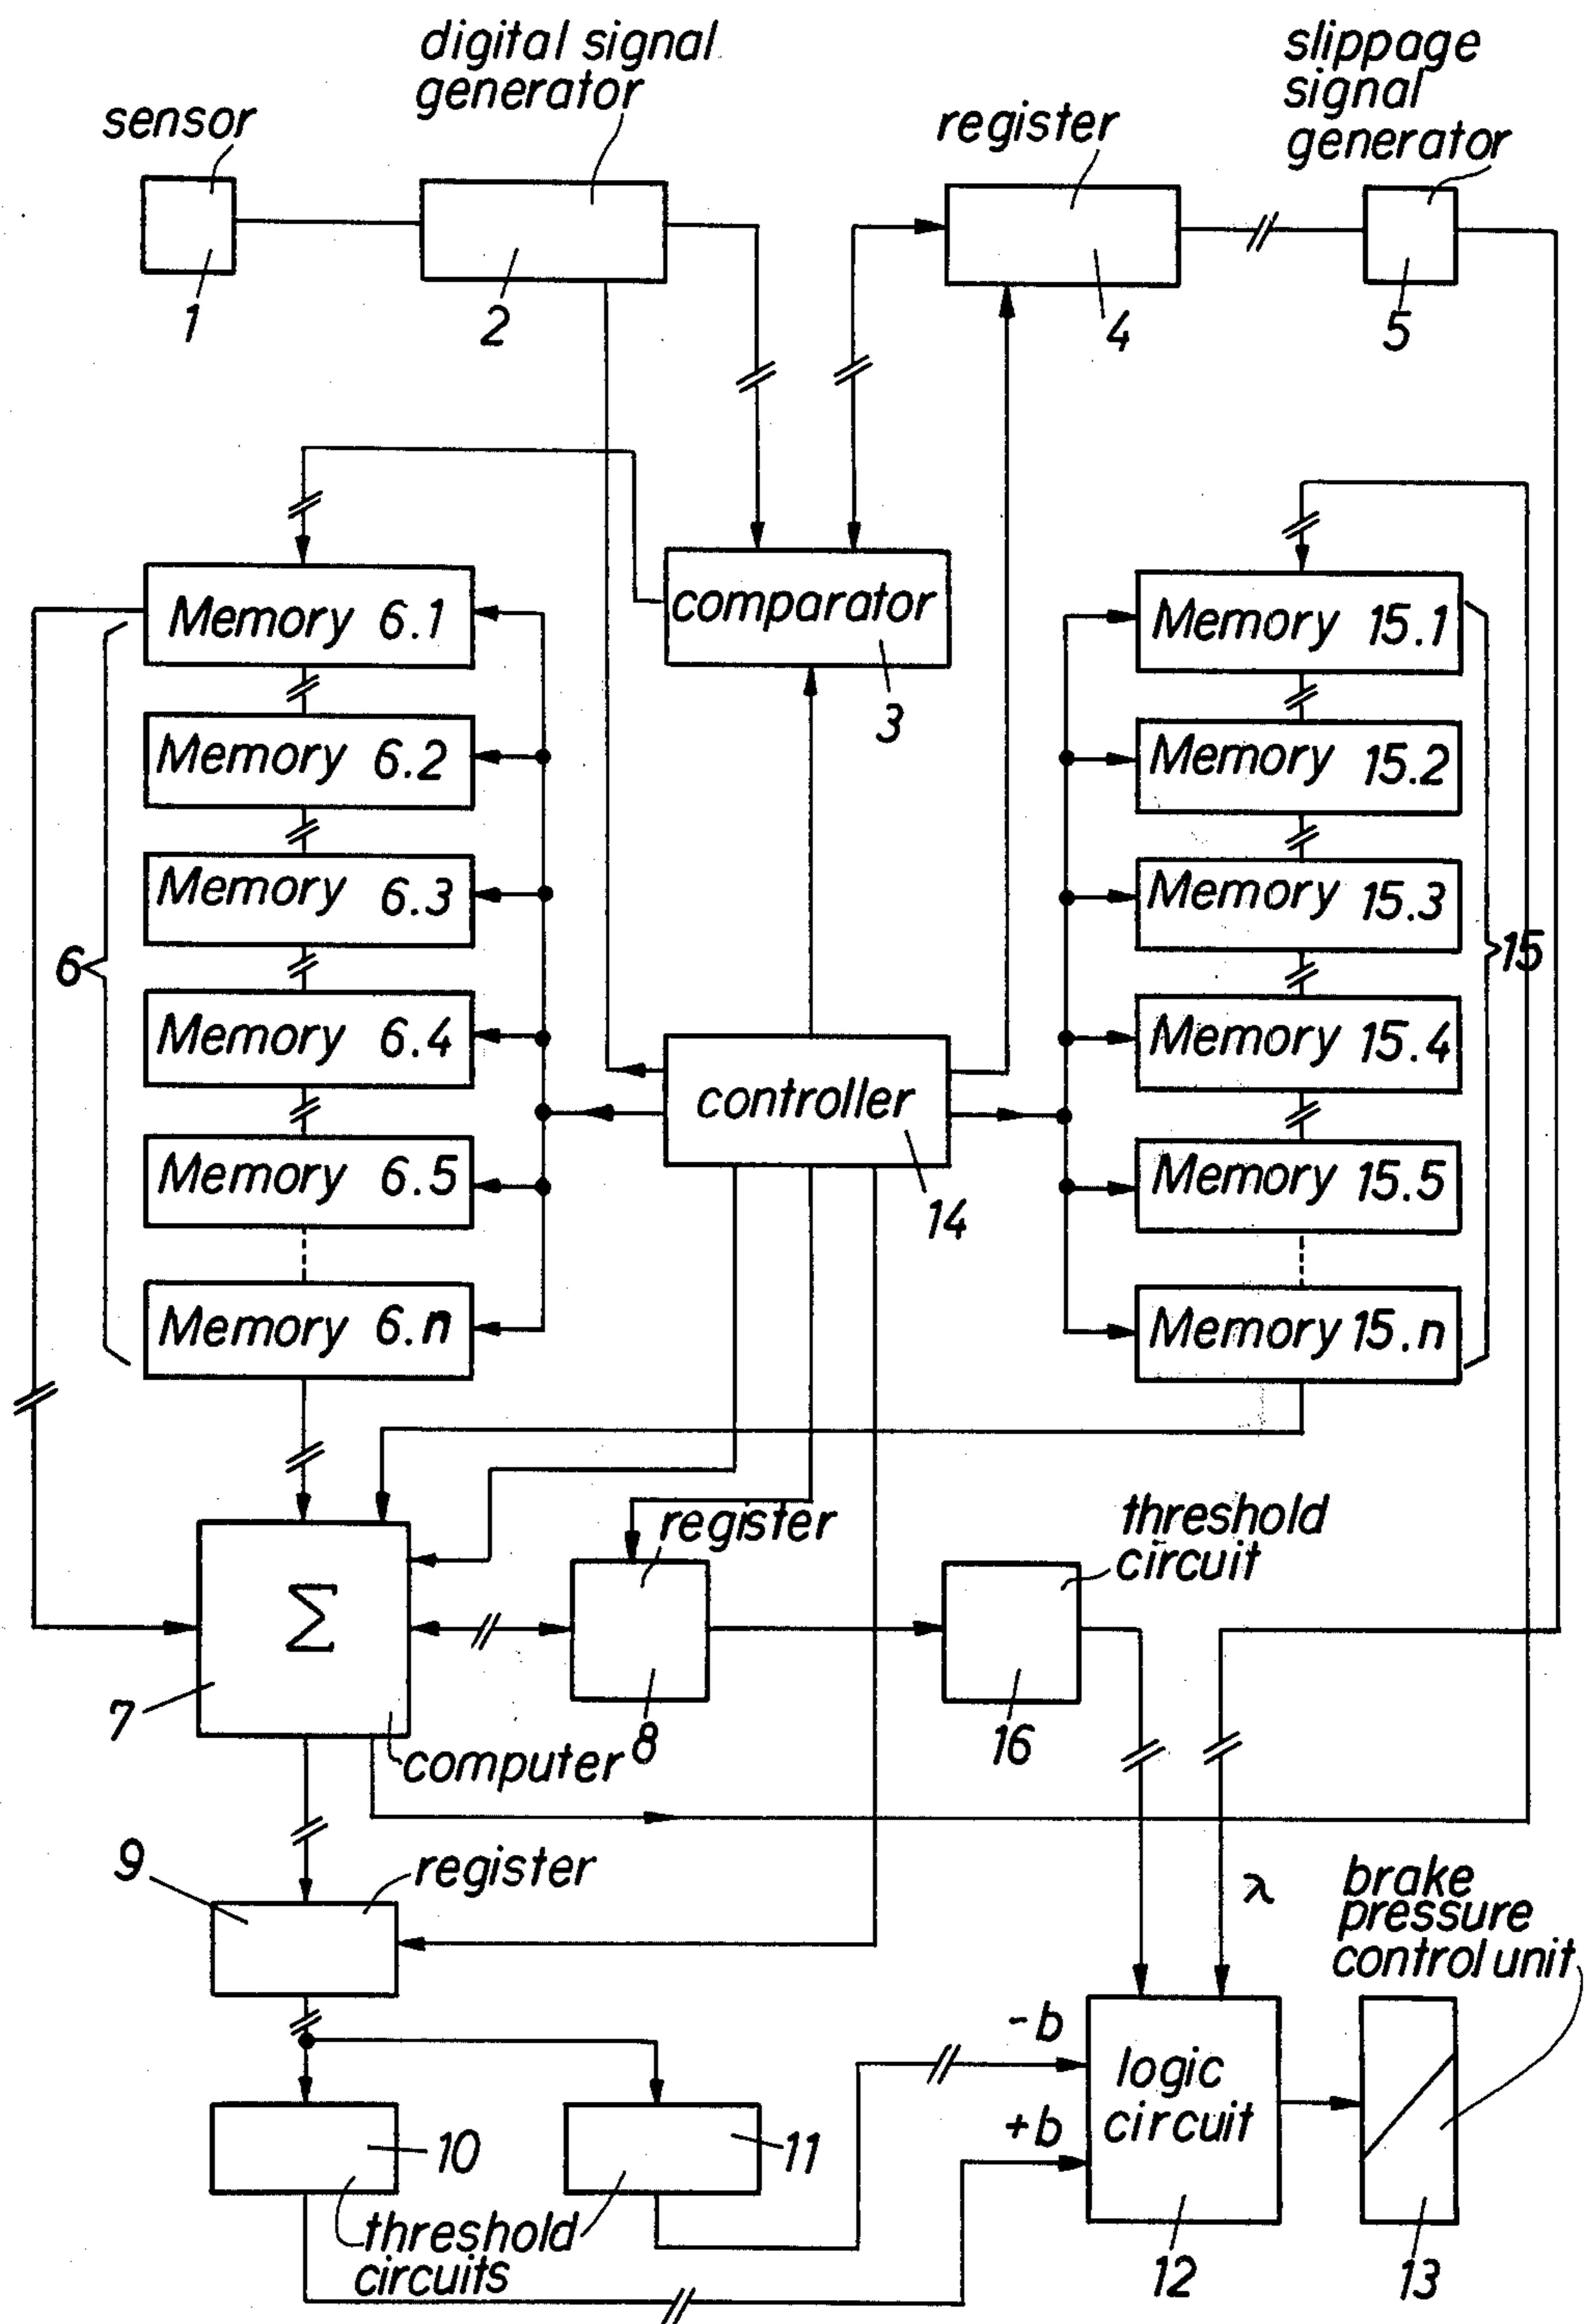 digital signal
generator
slippage
signal
generator
sensor
register
1
2
4
5
comparator
3
Memory 6.1
Memory 6.2
Memory 6.3
Memory 6.4
Memory 6.5
Memory 6.n
6
Memory 15.1
Memory 15.2
Memory 15.3
Memory 15.4
Memory 15.5
Memory 15.n
15
controller
14
register
threshold
circuit
Σ
7
computer
8
16
9
register
λ
brake
pressure
control unit
-b
+b
logic
circuit
10
11
threshold
circuits
12
13